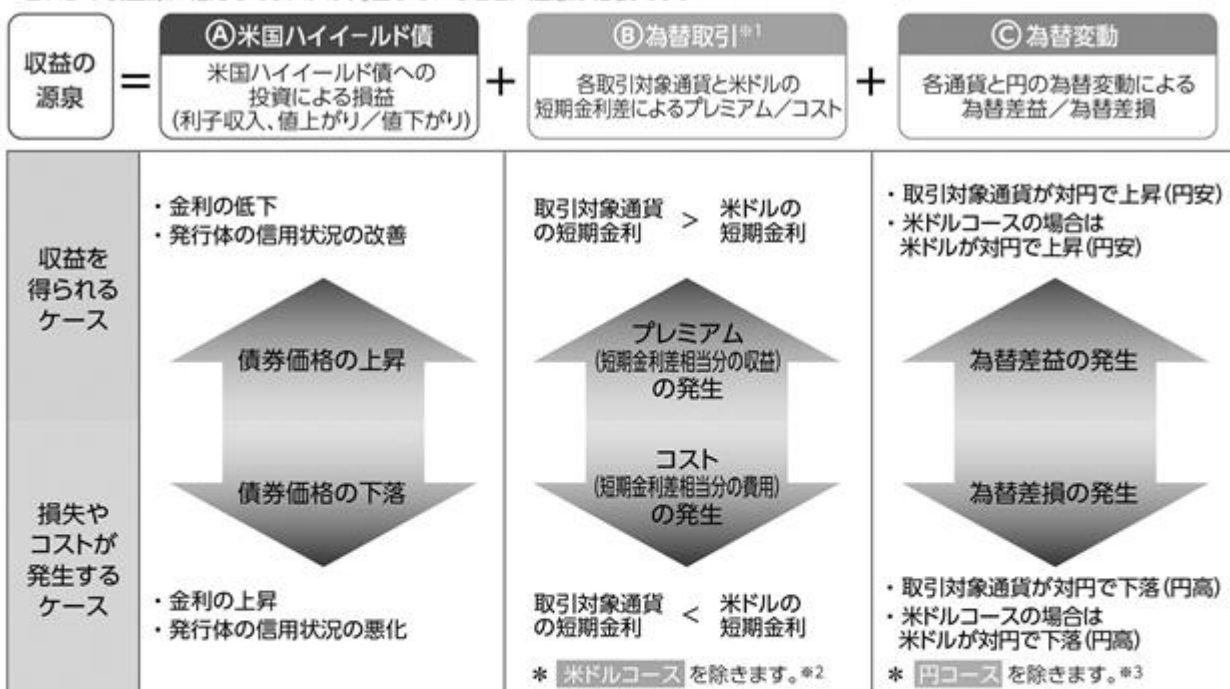 収益の
源泉
=
Ⓐ米国ハイイールド債
米国ハイイールド債への
投資による損益
(利子収入、値上がり/値下がり)
+
Ⓑ為替取引※1
各取引対象通貨と米ドルの
短期金利差によるプレミアム/コスト
+
Ⓒ為替変動
各通貨と円の為替変動による
為替差益/為替差損
収益を
得られる
ケース
・金利の低下
・発行体の信用状況の改善
債券価格の上昇
取引対象通貨 > 米ドルの
の短期金利 短期金利
プレミアム
(短期金利差相当分の収益)
の発生
・取引対象通貨が対円で上昇(円安)
・米ドルコースの場合は
米ドルが対円で上昇(円安)
為替差益の発生
損失や
コストが
発生する
ケース
債券価格の下落
・金利の上昇
・発行体の信用状況の悪化
コスト
(短期金利差相当分の費用)
の発生
取引対象通貨 < 米ドルの
の短期金利 短期金利
* 米ドルコース を除きます。※2
為替差損の発生
・取引対象通貨が対円で下落(円高)
・米ドルコースの場合は
米ドルが対円で下落(円高)
* 円コース を除きます。※3